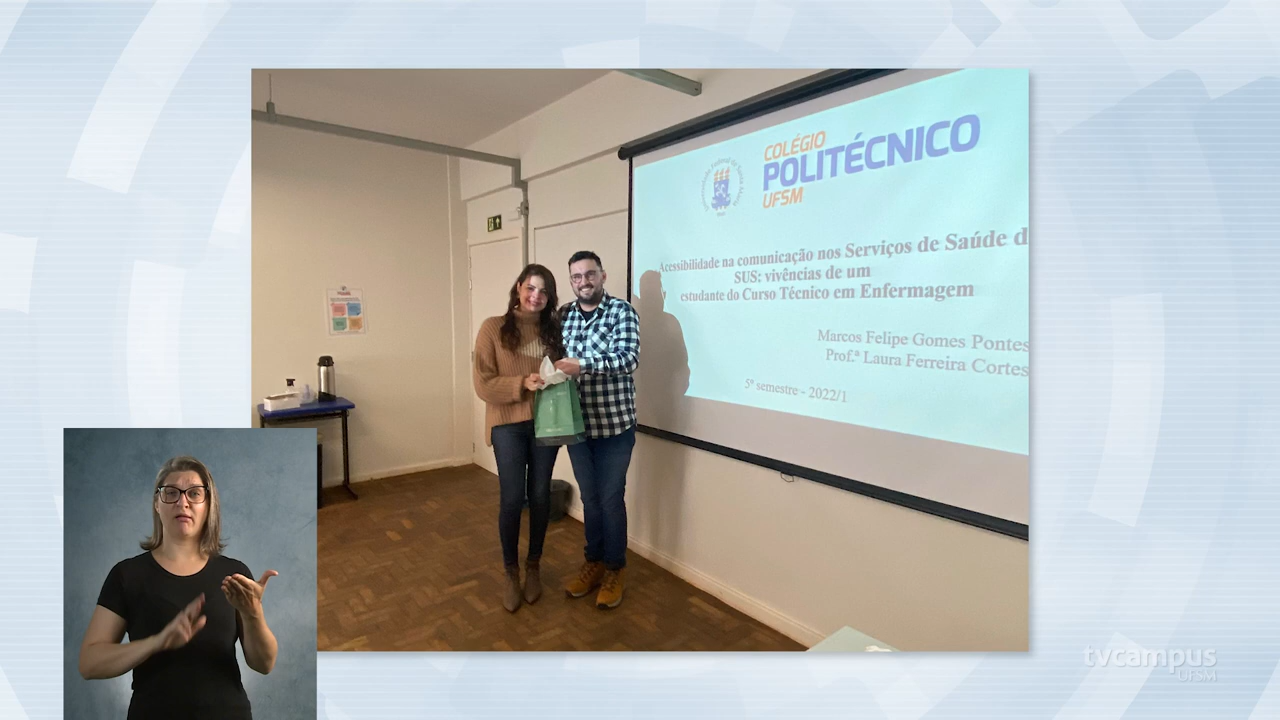 COLÉGIO
POLITÉCNICO
UFSM
Acessibilidade na comunicação nos Serviços de Saúde d
SUS: vivências de um
estudante do Curso Técnico em Enfermagem
Marcos Felipe Gomes Pontes
Prof.ª Laura Ferreira Cortes
5º semestre - 2022/1
tvcampus
UFSM